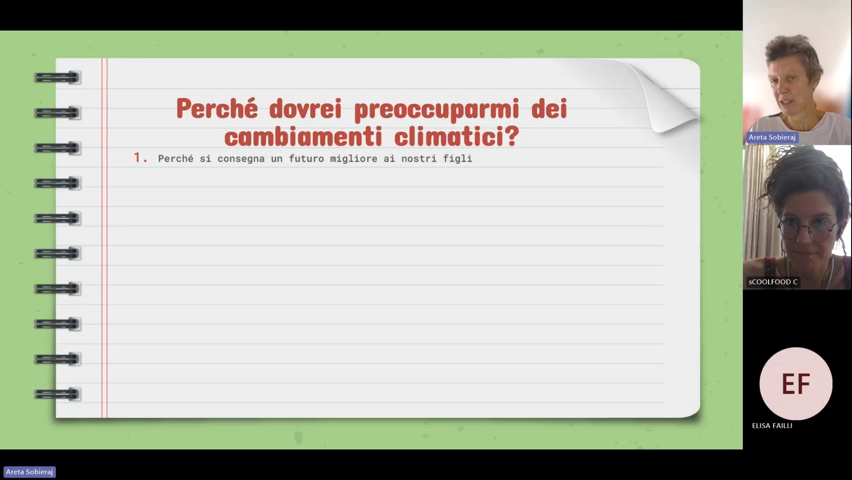 Perché dovrei preoccuparmi dei
cambiamenti climatici?
1. Perché si consegna un futuro migliore ai nostri figli
Areta Sobieraj
sCOOLFOOD C
EF
ELISA FAILLI
Areta Sobieraj